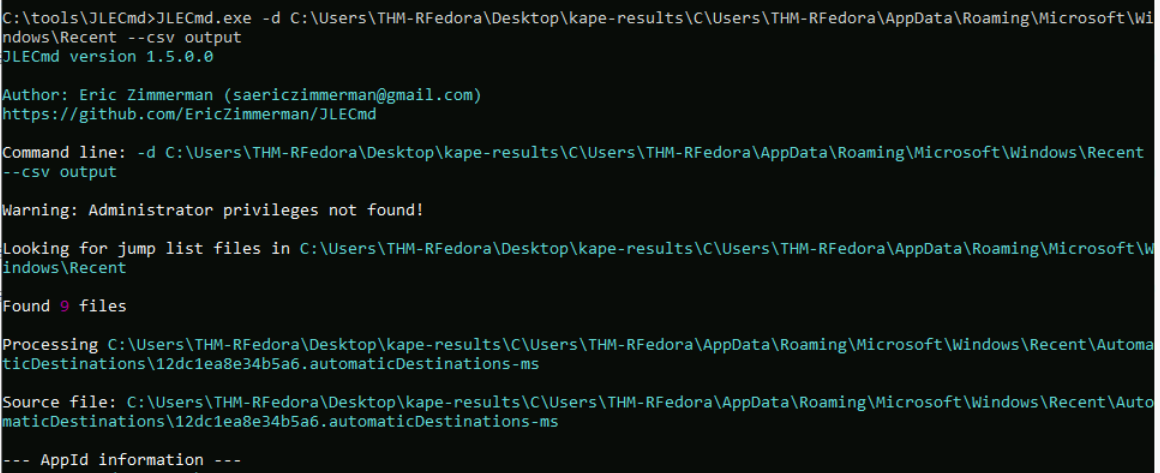 C:\tools\JLECmd>JLECmd.exe -d C:\Users\THM-RFedora\Desktop\kape-results\C\Users\THM-RFedora\AppData\Roaming\Microsoft\Wi
ndows\Recent --csv output
JLECmd version 1.5.0.0
Author: Eric Zimmerman (saericzimmerman@gmail.com)
https://github.com/EricZimmerman/JLECmd
Command line: -d C:\Users\THM-RFedora\Desktop\kape-results\C\Users\THM-RFedora\AppData\Roaming\Microsoft\Windows\Recent
--csv output
Warning: Administrator privileges not found!
Looking for jump list files in C:\Users\THM-RFedora\Desktop\kape-results\C\Users\THM-RFedora\AppData\Roaming\Microsoft\W
indows\Recent
Found 9 files
Processing C:\Users\THM-RFedora\Desktop\kape-results\C\Users\THM-RFedora\AppData\Roaming\Microsoft\Windows\Recent\Automa
ticDestinations\12dc1ea8e34b5a6.automaticDestinations-ms
Source file: C:\Users\THM-RFedora\Desktop\kape-results\C\Users\THM-RFedora\AppData\Roaming\Microsoft\Windows\Recent\Auto
maticDestinations\12dc1ea8e34b5a6.automaticDestinations-ms
--- AppId information ---